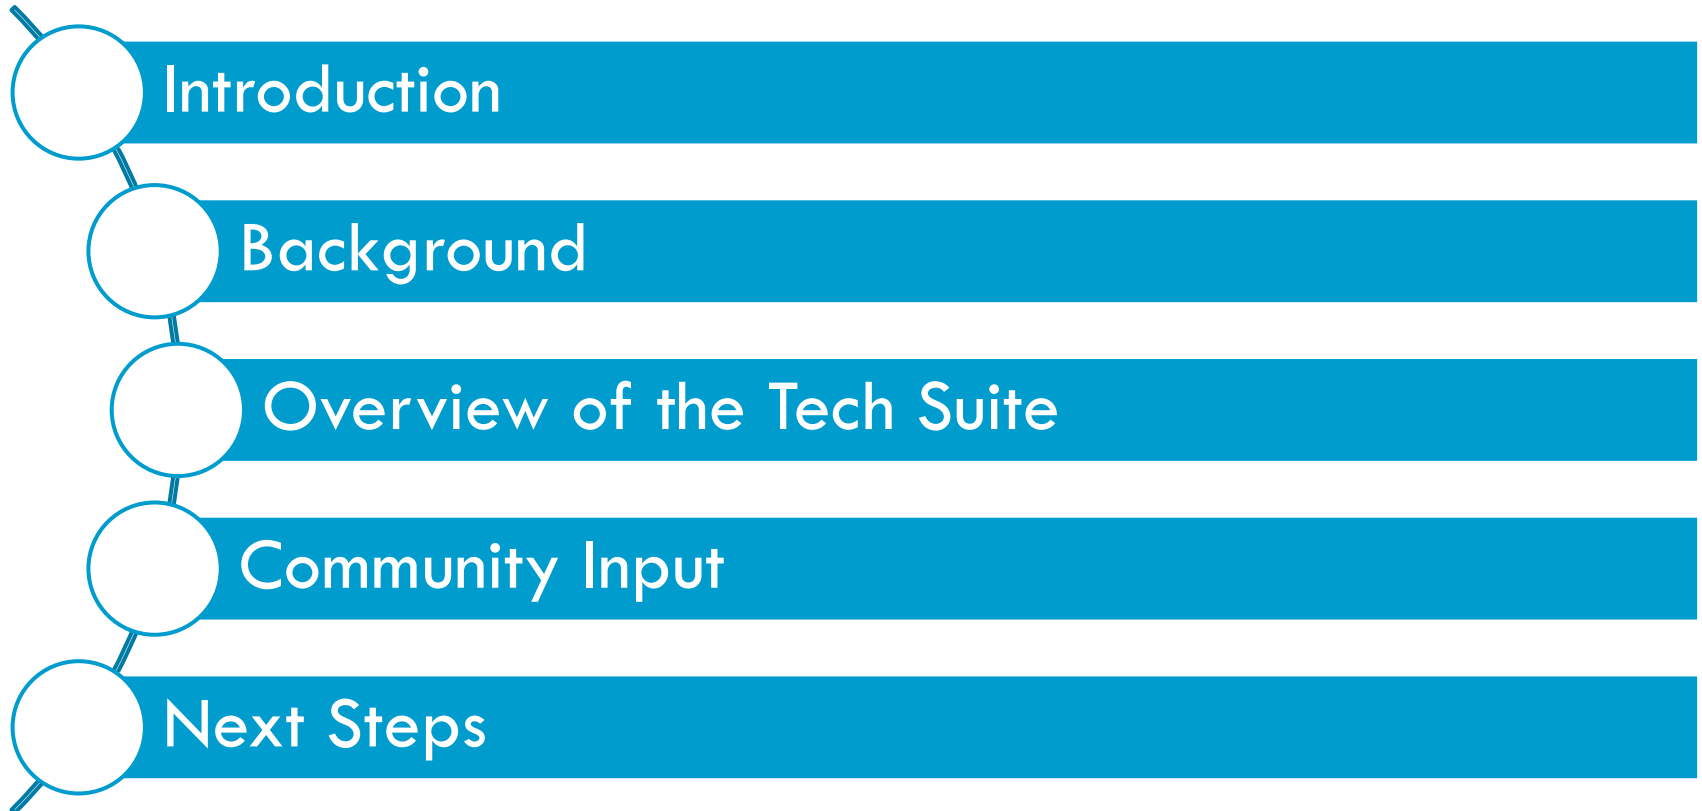 Introduction
Background
Overview of the Tech Suite
Community Input
Next Steps